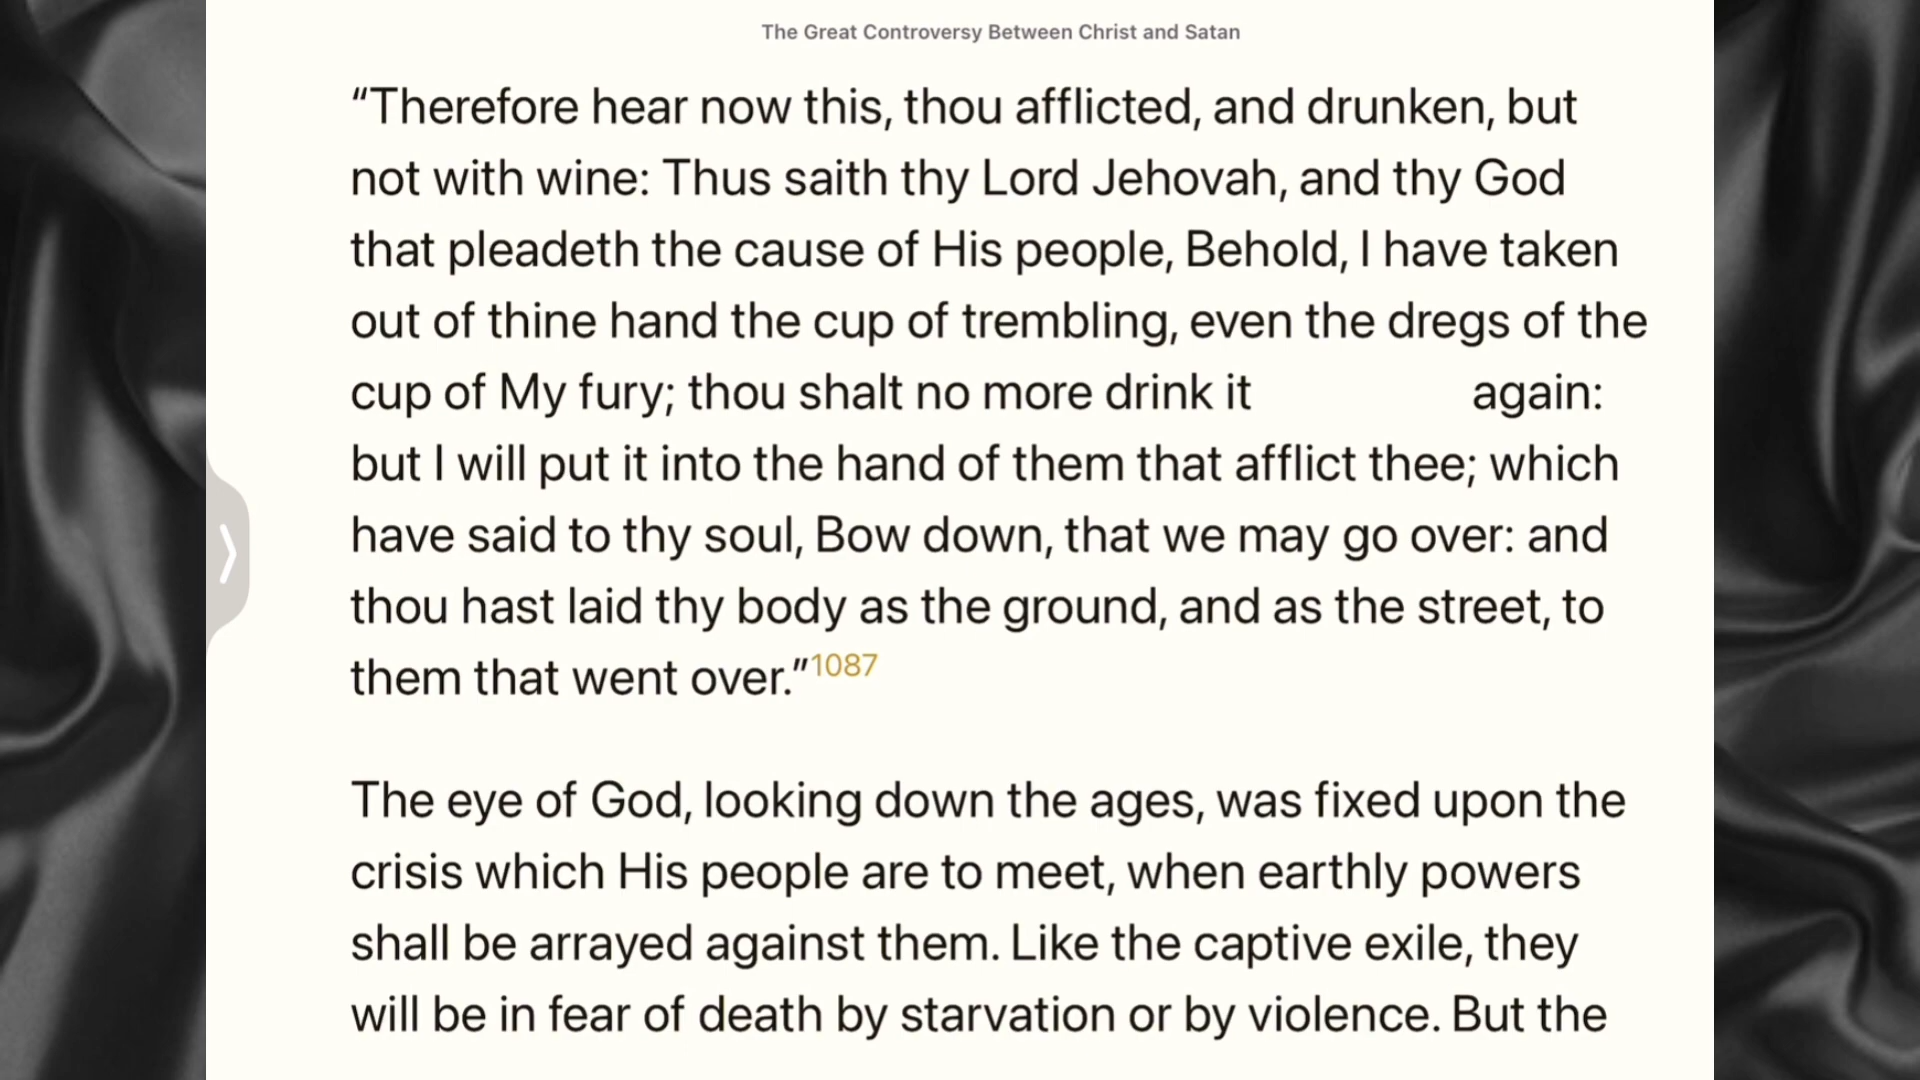 The Great Controversy Between Christ and Satan
“Therefore hear now this, thou afflicted, and drunken, but
not with wine: Thus saith thy Lord Jehovah, and thy God
that pleadeth the cause of His people, Behold, I have taken
out of thine hand the cup of trembling, even the dregs of the
cup of My fury; thou shalt no more drink it again:
but I will put it into the hand of them that afflict thee; which
have said to thy soul, Bow down, that we may go over: and
thou hast laid thy body as the ground, and as the street, to
them that went over.”1087
The eye of God, looking down the ages, was fixed upon the
crisis which His people are to meet, when earthly powers
shall be arrayed against them. Like the captive exile, they
will be in fear of death by starvation or by violence. But the